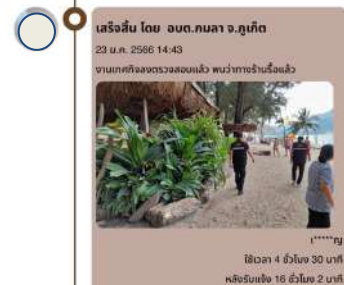 เสร็จสิ้น โดย อบต.กมลา จ.ภูเก็ต
23 ม.ค. 2566 14:43
งานเทศกิจลงตรวจสอบแล้ว พบว่าทางร้านรื้อแล้ว
เ*****ญ
ใช้เวลา 4 ชั่วโมง 30 นาที
หลังรับแจ้ง 16 ชั่วโมง 2 นาที